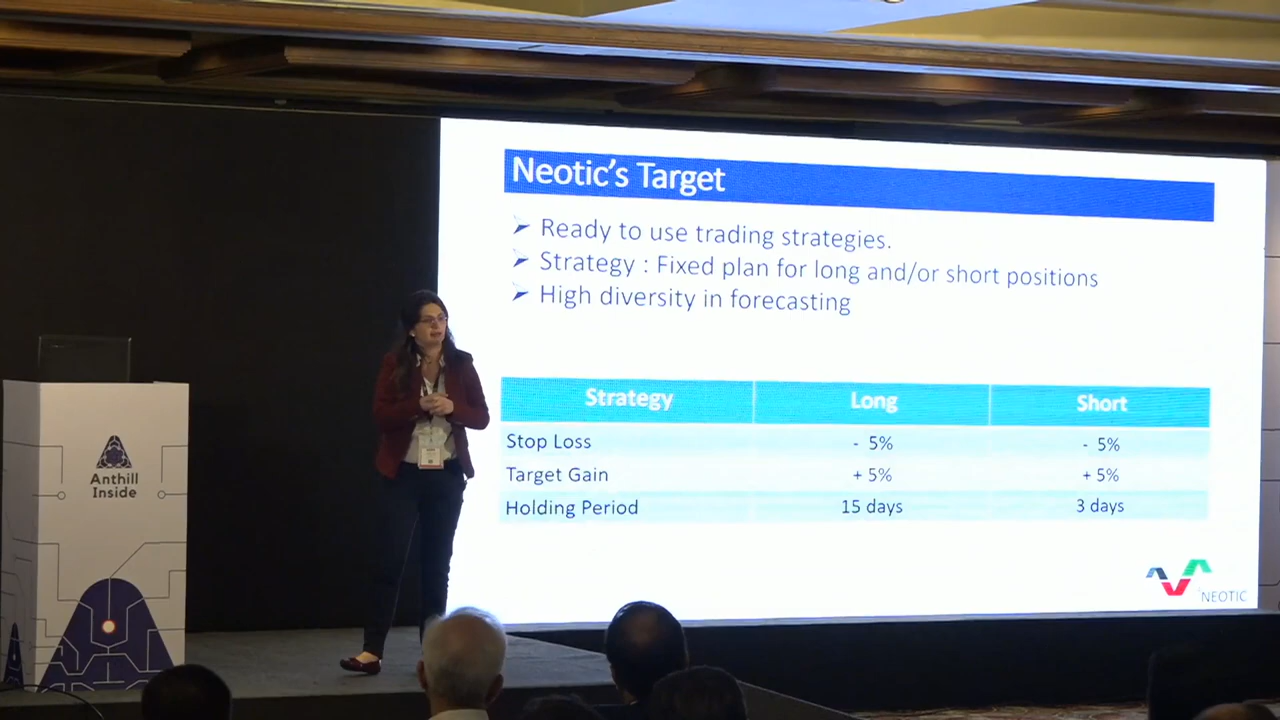 Neotic's Target
➢ Ready to use trading strategies.
➢ Strategy : Fixed plan for long and/or short positions
➢ High diversity in forecasting
Strategy Long Short
Stop Loss - 5% - 5%
Target Gain + 5% + 5%
Holding Period 15 days 3 days
NEOTIC
Anthill
Inside